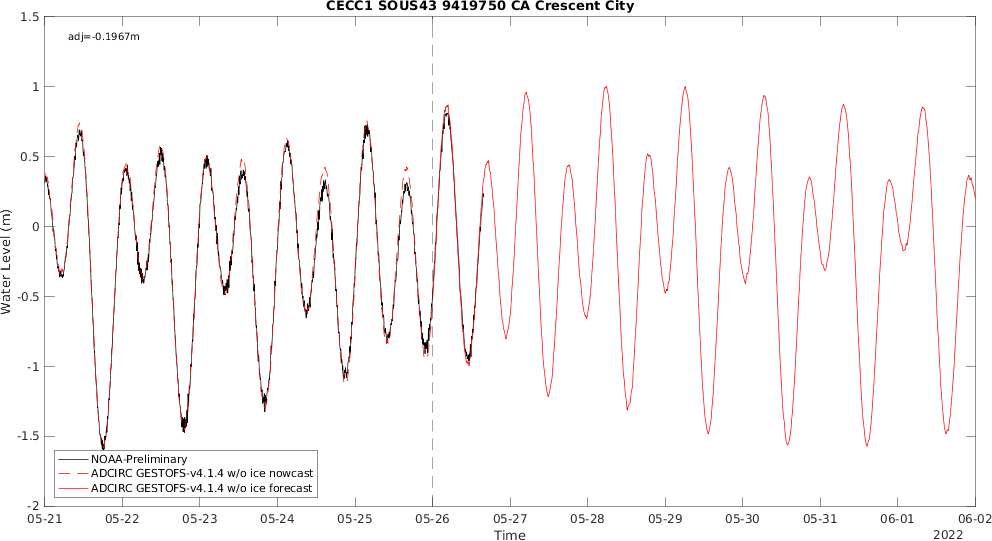 CECC1 SOUS43 9419750 CA Crescent City
adj=-0.1967m
1.5
1
0.5
0
-0.5
-1
-1.5
-2
Water Level (m)
NOAA-Preliminary
ADCIRC GESTOFS-v4.1.4 w/o ice nowcast
ADCIRC GESTOFS-v4.1.4 w/o ice forecast
05-21 05-22 05-23 05-24 05-25 05-26 05-27 05-28 05-29 05-30 05-31 06-01 06-02
Time
2022